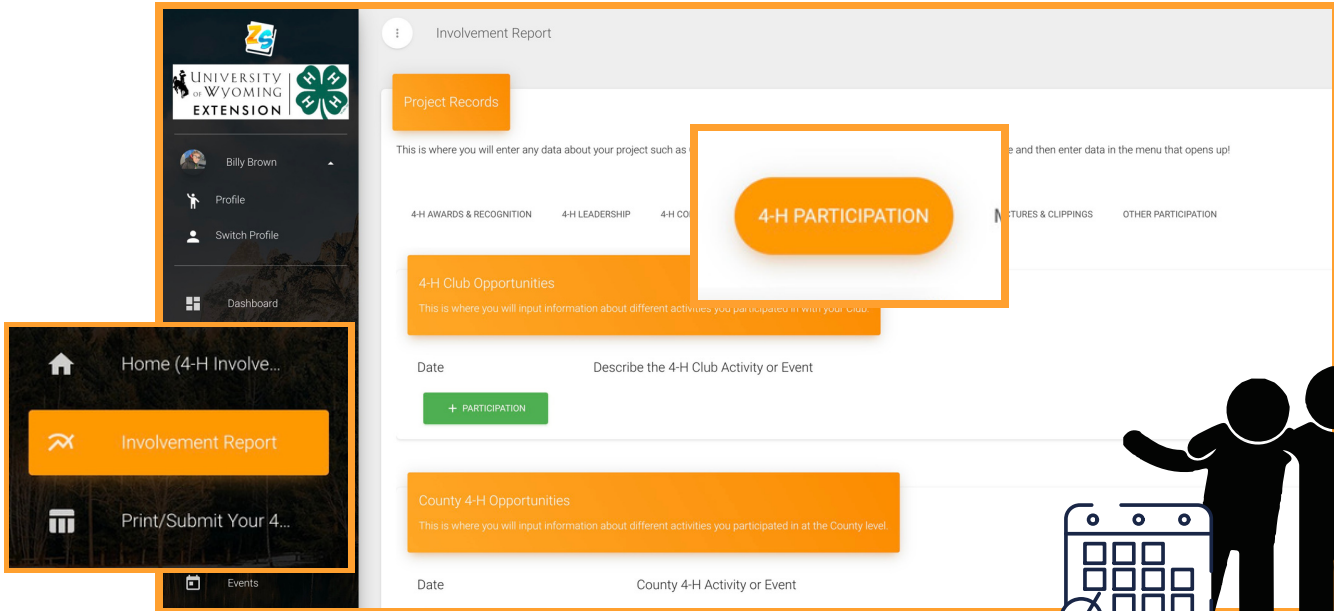 ZS
UNIVERSITY
OF WYOMING
EXTENSION
H H
H H
Billy Brown
Profile
Switch Profile
Dashboard
Home (4-H Involve...
Involvement Report
Print/Submit Your 4...
Events
Involvement Report
Project Records
This is where you will enter any data about your project such as
e and then enter data in the menu that opens up!
4-H AWARDS & RECOGNITION
4-H LEADERSHIP
4-H CO
4-H PARTICIPATION
CTURES & CLIPPINGS
OTHER PARTICIPATION
4-H Club Opportunities
This is where you will input information about different activities you participated in with your Club.
Date
Describe the 4-H Club Activity or Event
+ PARTICIPATION
County 4-H Opportunities
This is where you will input information about different activities you participated in at the County level.
Date
County 4-H Activity or Event